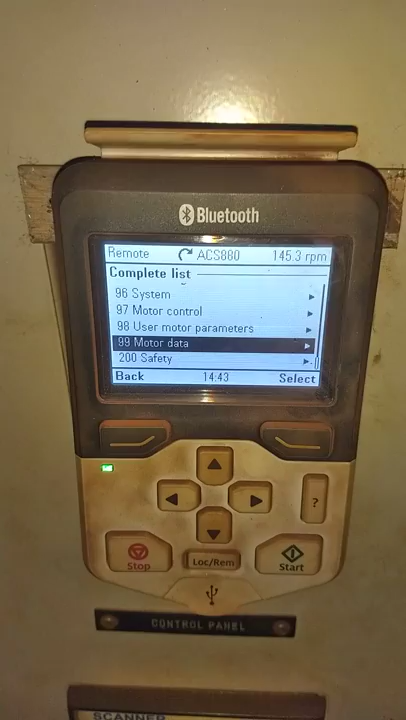 Bluetooth
Remote ACS880 145.3 rpm
Complete list
96 System
97 Motor control
98 User motor parameters
99 Motor data
200 Safety
Back 14:43 Select
?
Stop Loc/Rem Start
CONTROL PANEL
SCANNER